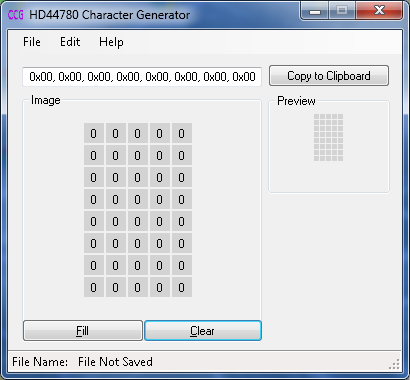 CCG HD44780 Character Generator
File Edit Help
0x00, 0x00, 0x00, 0x00, 0x00, 0x00, 0x00, 0x00
Copy to Clipboard
Image
Preview
0 0 0 0 0
0 0 0 0 0
0 0 0 0 0
0 0 0 0 0
0 0 0 0 0
0 0 0 0 0
0 0 0 0 0
0 0 0 0 0
Fill Clear
File Name: File Not Saved